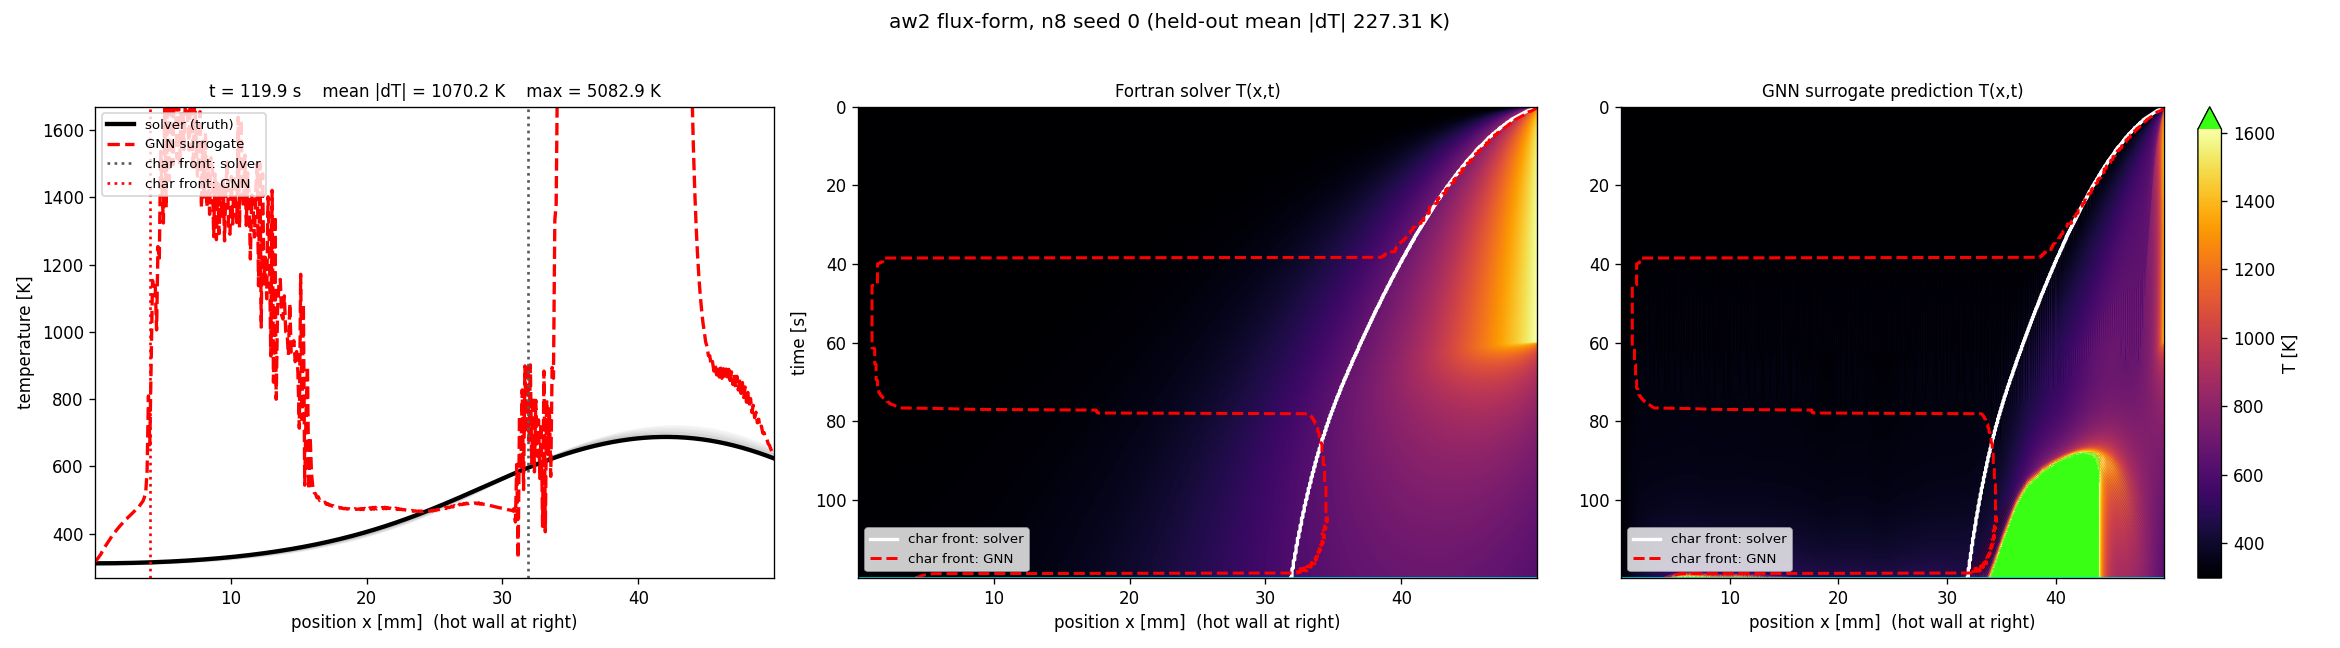 aw2 flux-form, n8 seed 0 (held-out mean |dT| 227.31 K)
t = 119.9 s    mean |dT| = 1070.2 K    max = 5082.9 K
1600
1400
1200
1000
800
600
400
temperature [K]
solver (truth)
GNN surrogate
char front: solver
char front: GNN
10
20
30
40
position x [mm]  (hot wall at right)
Fortran solver T(x,t)
0
20
40
60
80
100
time [s]
char front: solver
char front: GNN
10
20
30
40
position x [mm]  (hot wall at right)
GNN surrogate prediction T(x,t)
0
20
40
60
80
100
char front: solver
char front: GNN
10
20
30
40
position x [mm]  (hot wall at right)
1600
1400
1200
1000
800
600
400
T [K]